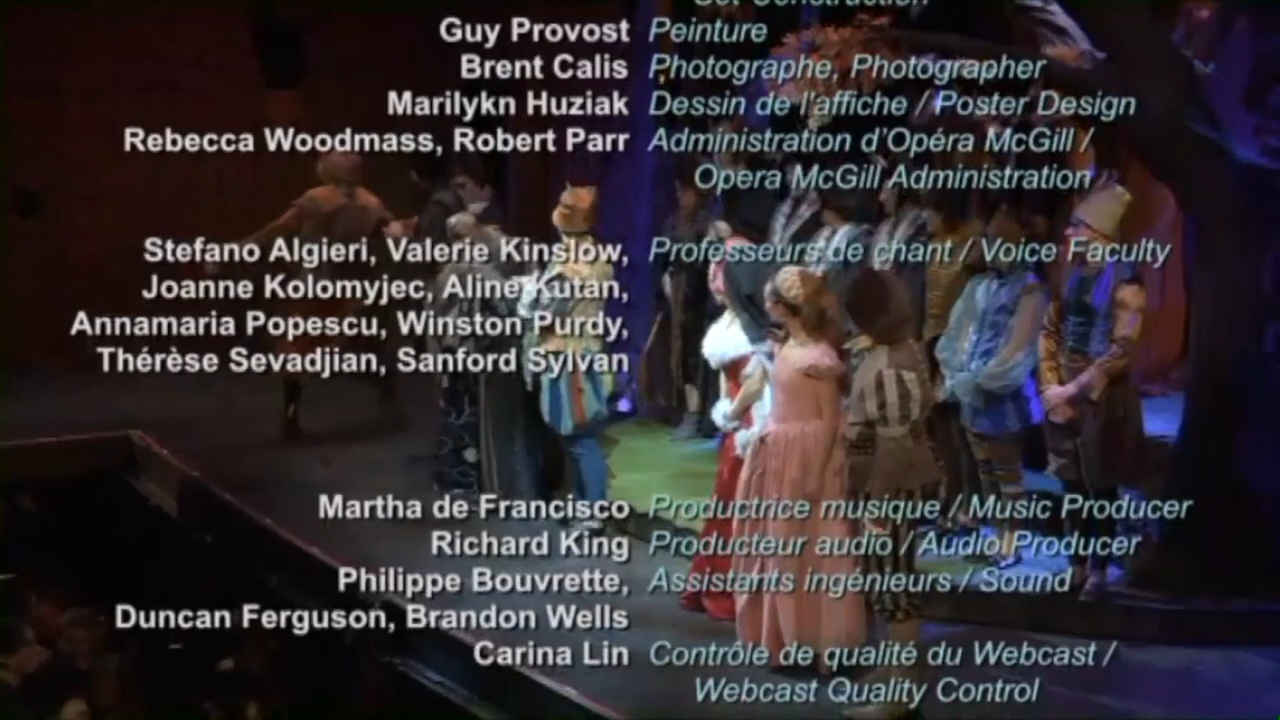 Set Construction
Guy Provost Peinture
Brent Calis Photographe, Photographer
Marilykn Huziak Dessin de l'affiche / Poster Design
Rebecca Woodmass, Robert Parr Administration d'Opéra McGill /
Opera McGill Administration
Stefano Algieri, Valerie Kinslow, Professeurs de chant / Voice Faculty
Joanne Kolomyjec, Aline Kutan,
Annamaria Popescu, Winston Purdy,
Thérèse Sevadjian, Sanford Sylvan
Martha de Francisco Productrice musique / Music Producer
Richard King Producteur audio / Audio Producer
Philippe Bouvrette, Assistants ingénieurs / Sound
Duncan Ferguson, Brandon Wells
Carina Lin Contrôle de qualité du Webcast /
Webcast Quality Control